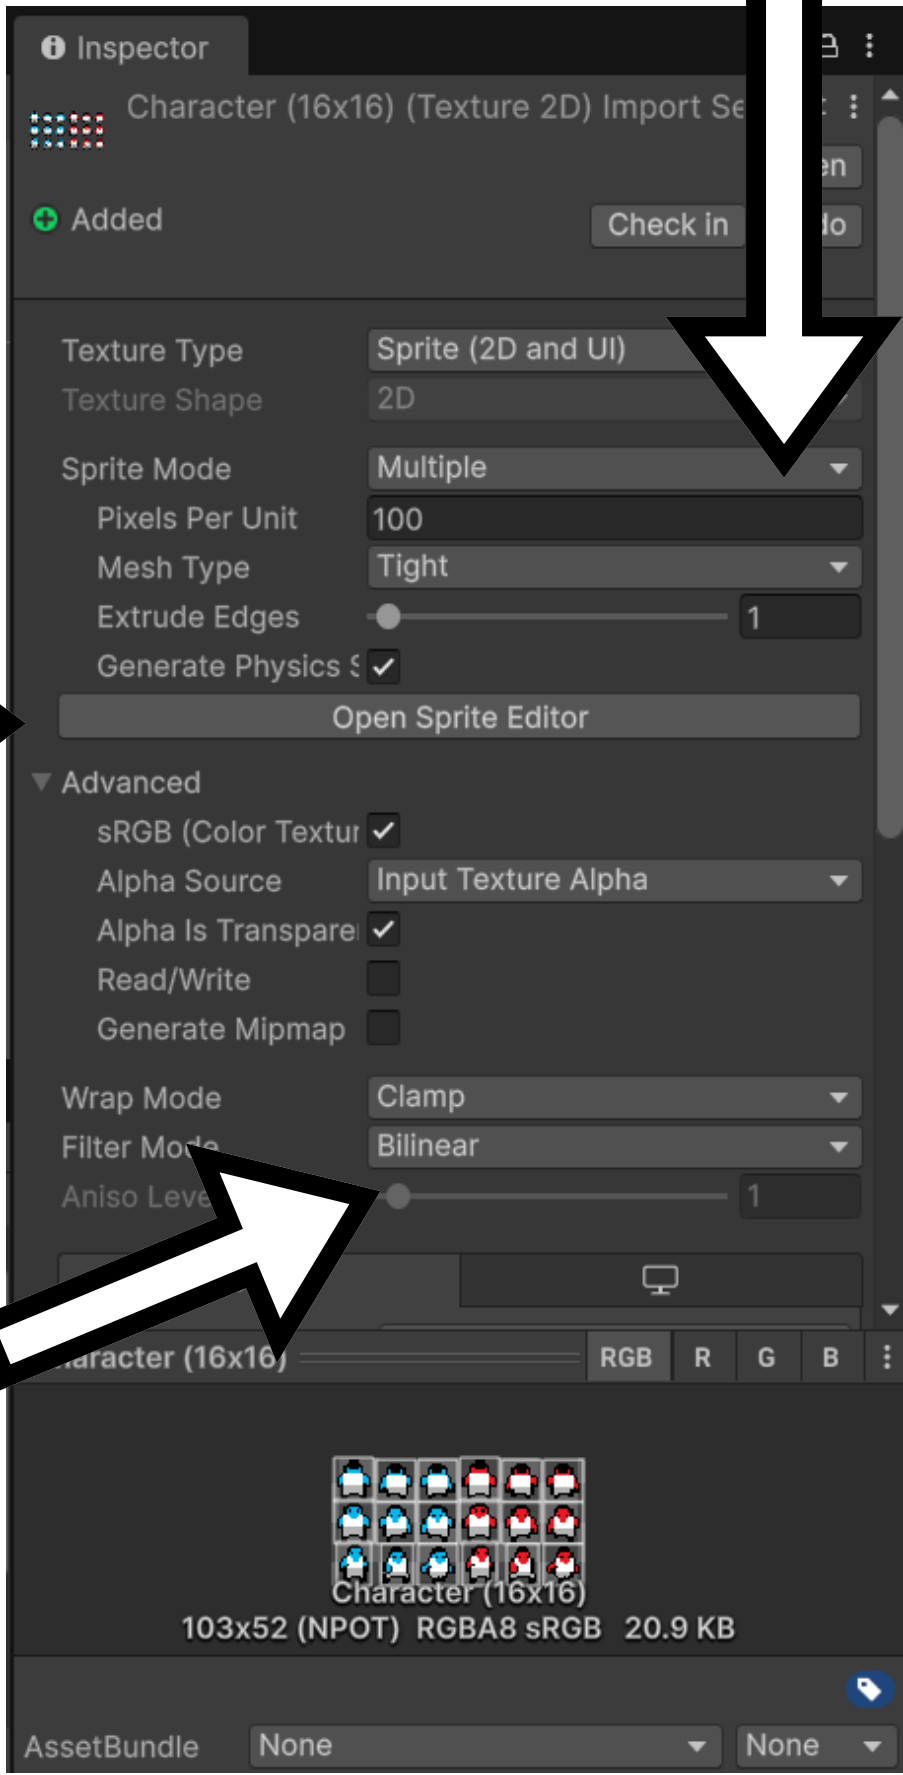 Inspector
Character (16x16) (Texture 2D) Import Se
Added
Check in
Texture Type Sprite (2D and UI)
Texture Shape 2D
Sprite Mode Multiple
Pixels Per Unit 100
Mesh Type Tight
Extrude Edges 1
Generate Physics S
Open Sprite Editor
Advanced
sRGB (Color Textur
Alpha Source Input Texture Alpha
Alpha Is Transpare
Read/Write
Generate Mipmap
Wrap Mode Clamp
Filter Mode Bilinear
Aniso Leve 1
aracter (16x16) RGB R G B
Character (16x16)
103x52 (NPOT) RGBA8 sRGB 20.9 KB
AssetBundle None None